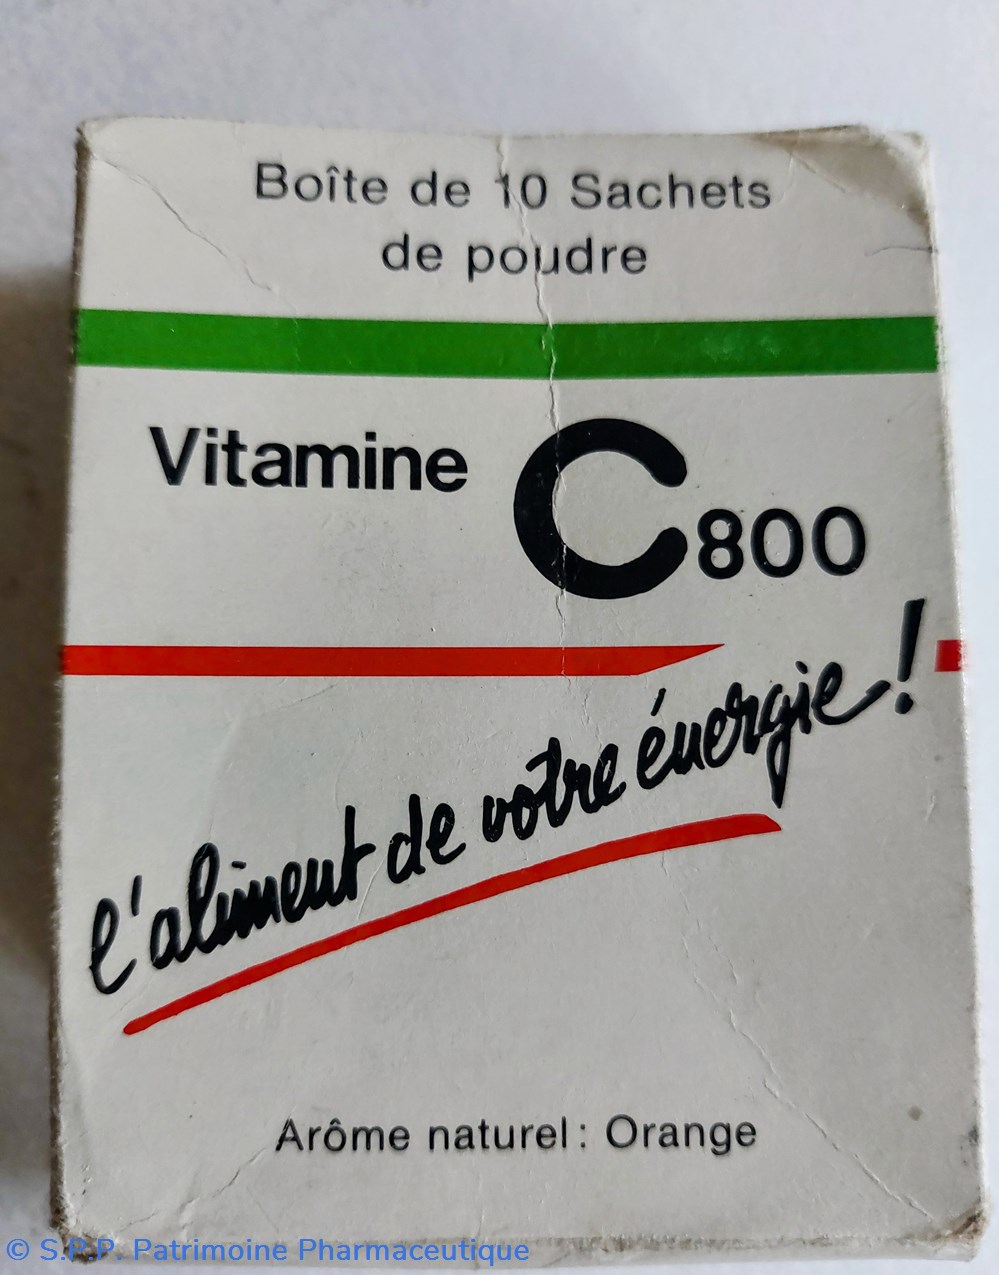 Boîte de 10 Sachets
de poudre
Vitamine C800
l'aliment de votre énergie !
Arôme naturel : Orange
© S.P.P. Patrimoine Pharmaceutique